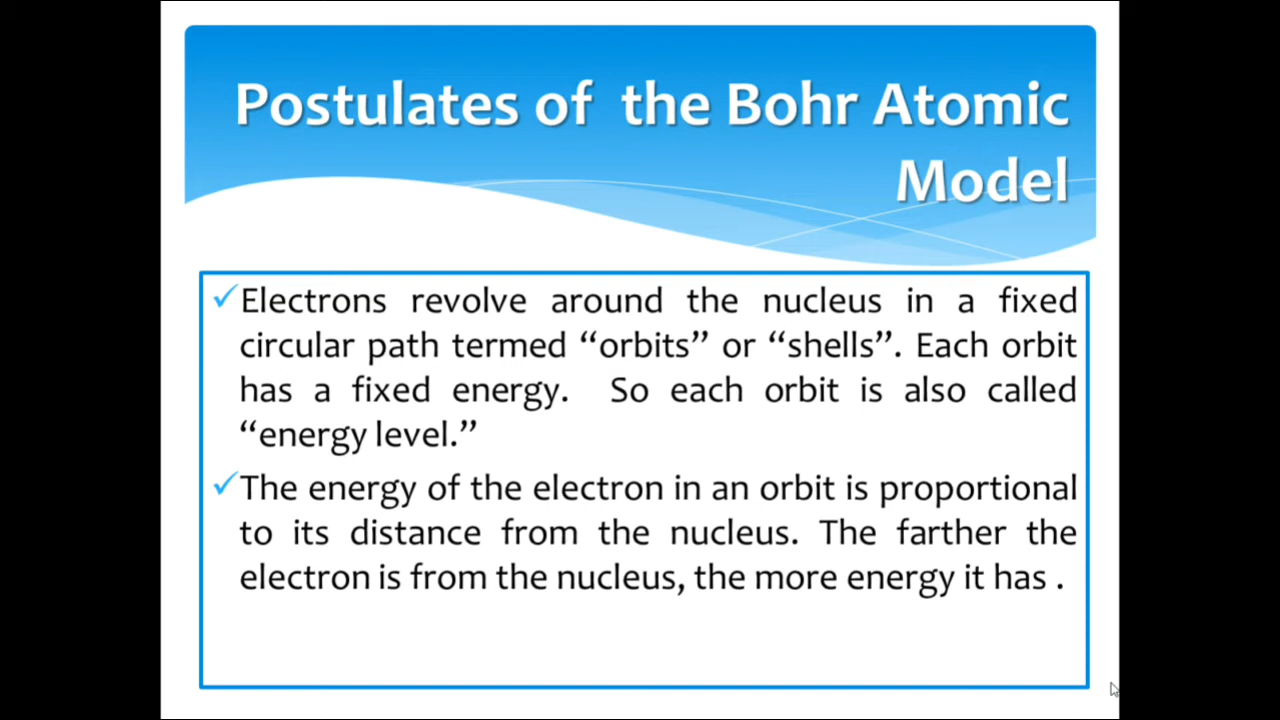 Postulates of the Bohr Atomic
Model
✓Electrons revolve around the nucleus in a fixed
circular path termed “orbits” or “shells”. Each orbit
has a fixed energy. So each orbit is also called
“energy level.”
✓The energy of the electron in an orbit is proportional
to its distance from the nucleus. The farther the
electron is from the nucleus, the more energy it has .